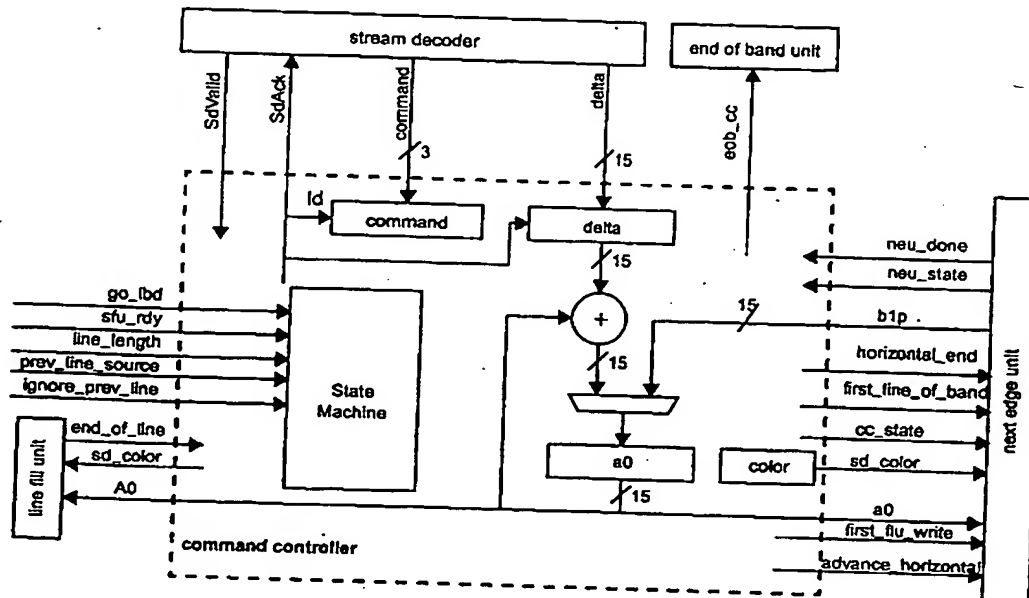 stream decoder
end of band unit
SdValid
SdAck
command
delta
eob_cc
3
15
ld
command
delta
15
neu_done
neu_state
15
b1p
go_lbd
sfu_rdy
line_length
prev_line_source
ignore_prev_line
State
Machine
+
15
horizontal_end
first_line_of_band
cc_state
next edge unit
end_of_line
sd_color
A0
line fill unit
a0
color
sd_color
15
a0
first_flu_write
advance_horizontal
command controller